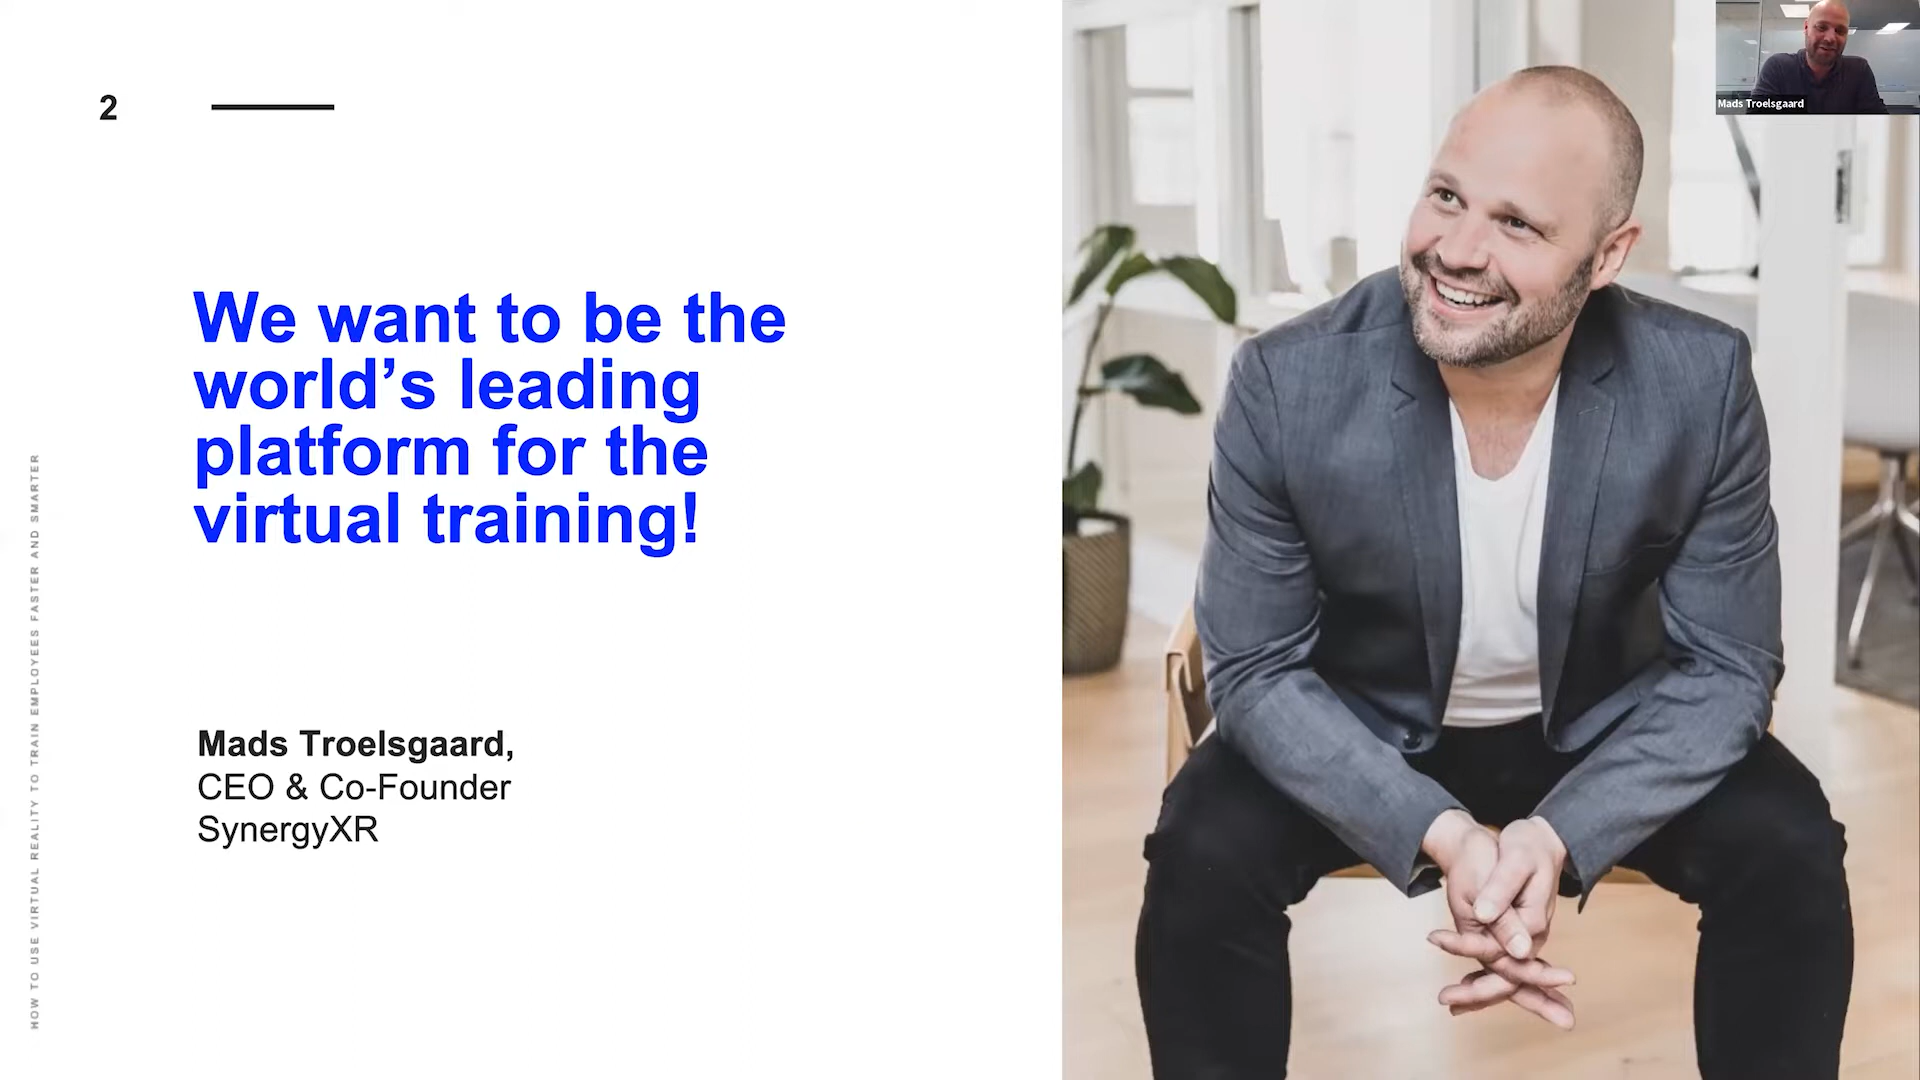 2
We want to be the
world’s leading
platform for the
virtual training!
Mads Troelsgaard,
CEO & Co-Founder
SynergyXR
HOW TO USE VIRTUAL REALITY TO TRAIN EMPLOYEES FASTER AND SMARTER
Mads Troelsgaard